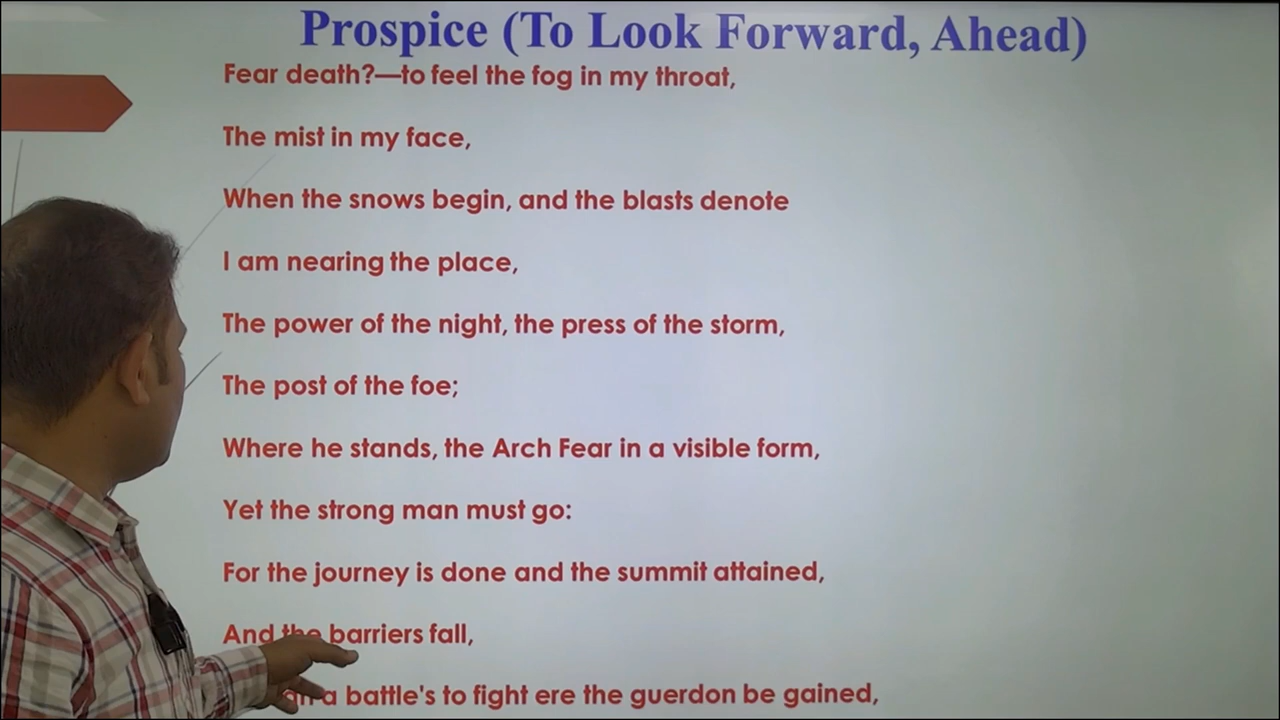 Prospice (To Look Forward, Ahead)
Fear death?—to feel the fog in my throat,
The mist in my face,
When the snows begin, and the blasts denote
I am nearing the place,
The power of the night, the press of the storm,
The post of the foe;
Where he stands, the Arch Fear in a visible form,
Yet the strong man must go:
For the journey is done and the summit attained,
And the barriers fall,
a battle's to fight ere the guerdon be gained,